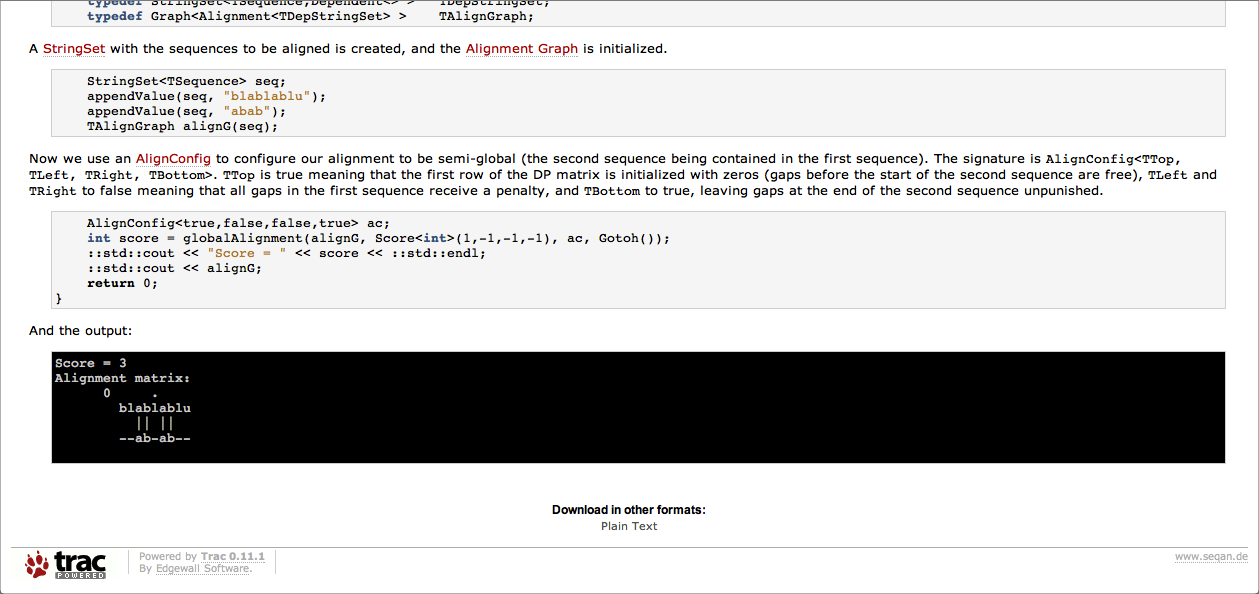 typedef StringSet<TSequence,Dependent<> >   TDepStringSet;
typedef Graph<Alignment<TDepStringSet> >    TAlignGraph;
A StringSet with the sequences to be aligned is created, and the Alignment Graph is initialized.
StringSet<TSequence> seq;
appendValue(seq, "blablablu");
appendValue(seq, "abab");
TAlignGraph alignG(seq);
Now we use an AlignConfig to configure our alignment to be semi-global (the second sequence being contained in the first sequence). The signature is AlignConfig<TTop,
TLeft, TRight, TBottom>. TTop is true meaning that the first row of the DP matrix is initialized with zeros (gaps before the start of the second sequence are free), TLeft and
TRight to false meaning that all gaps in the first sequence receive a penalty, and TBottom to true, leaving gaps at the end of the second sequence unpunished.
AlignConfig<true,false,false,true> ac;
int score = globalAlignment(alignG, Score<int>(1,-1,-1,-1), ac, Gotoh());
::std::cout << "Score = " << score << ::std::endl;
::std::cout << alignG;
return 0;
}
And the output:
Score = 3
Alignment matrix:
      0     .
        blablablu
          || ||
        --ab-ab--
Download in other formats:
Plain Text
trac
POWERED
Powered by Trac 0.11.1
By Edgewall Software.
www.seqan.de